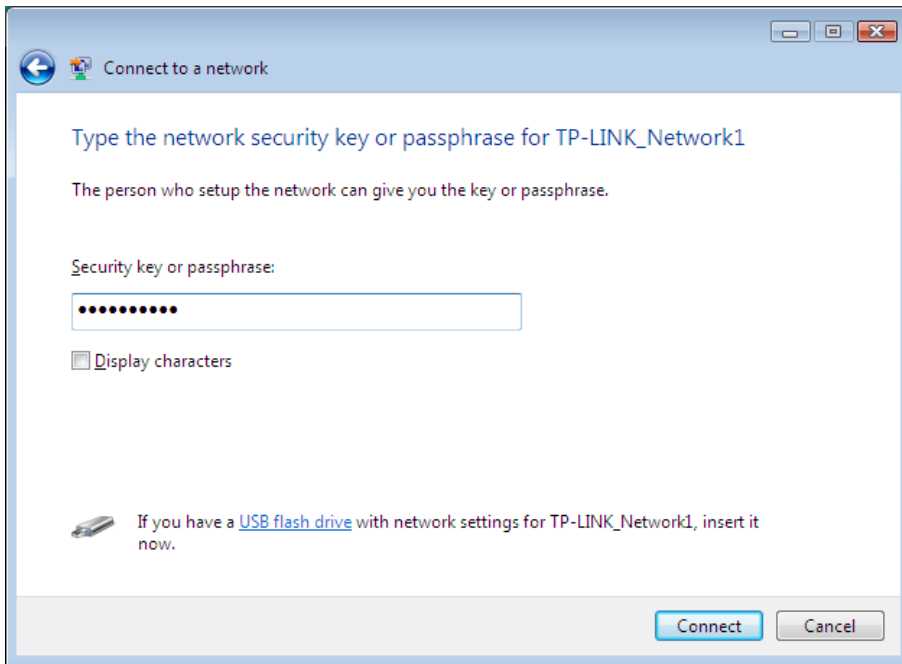 Connect to a network
Type the network security key or passphrase for TP-LINK_Network1
The person who setup the network can give you the key or passphrase.
Security key or passphrase:
••••••••••
Display characters
If you have a USB flash drive with network settings for TP-LINK_Network1, insert it
now.
Connect Cancel